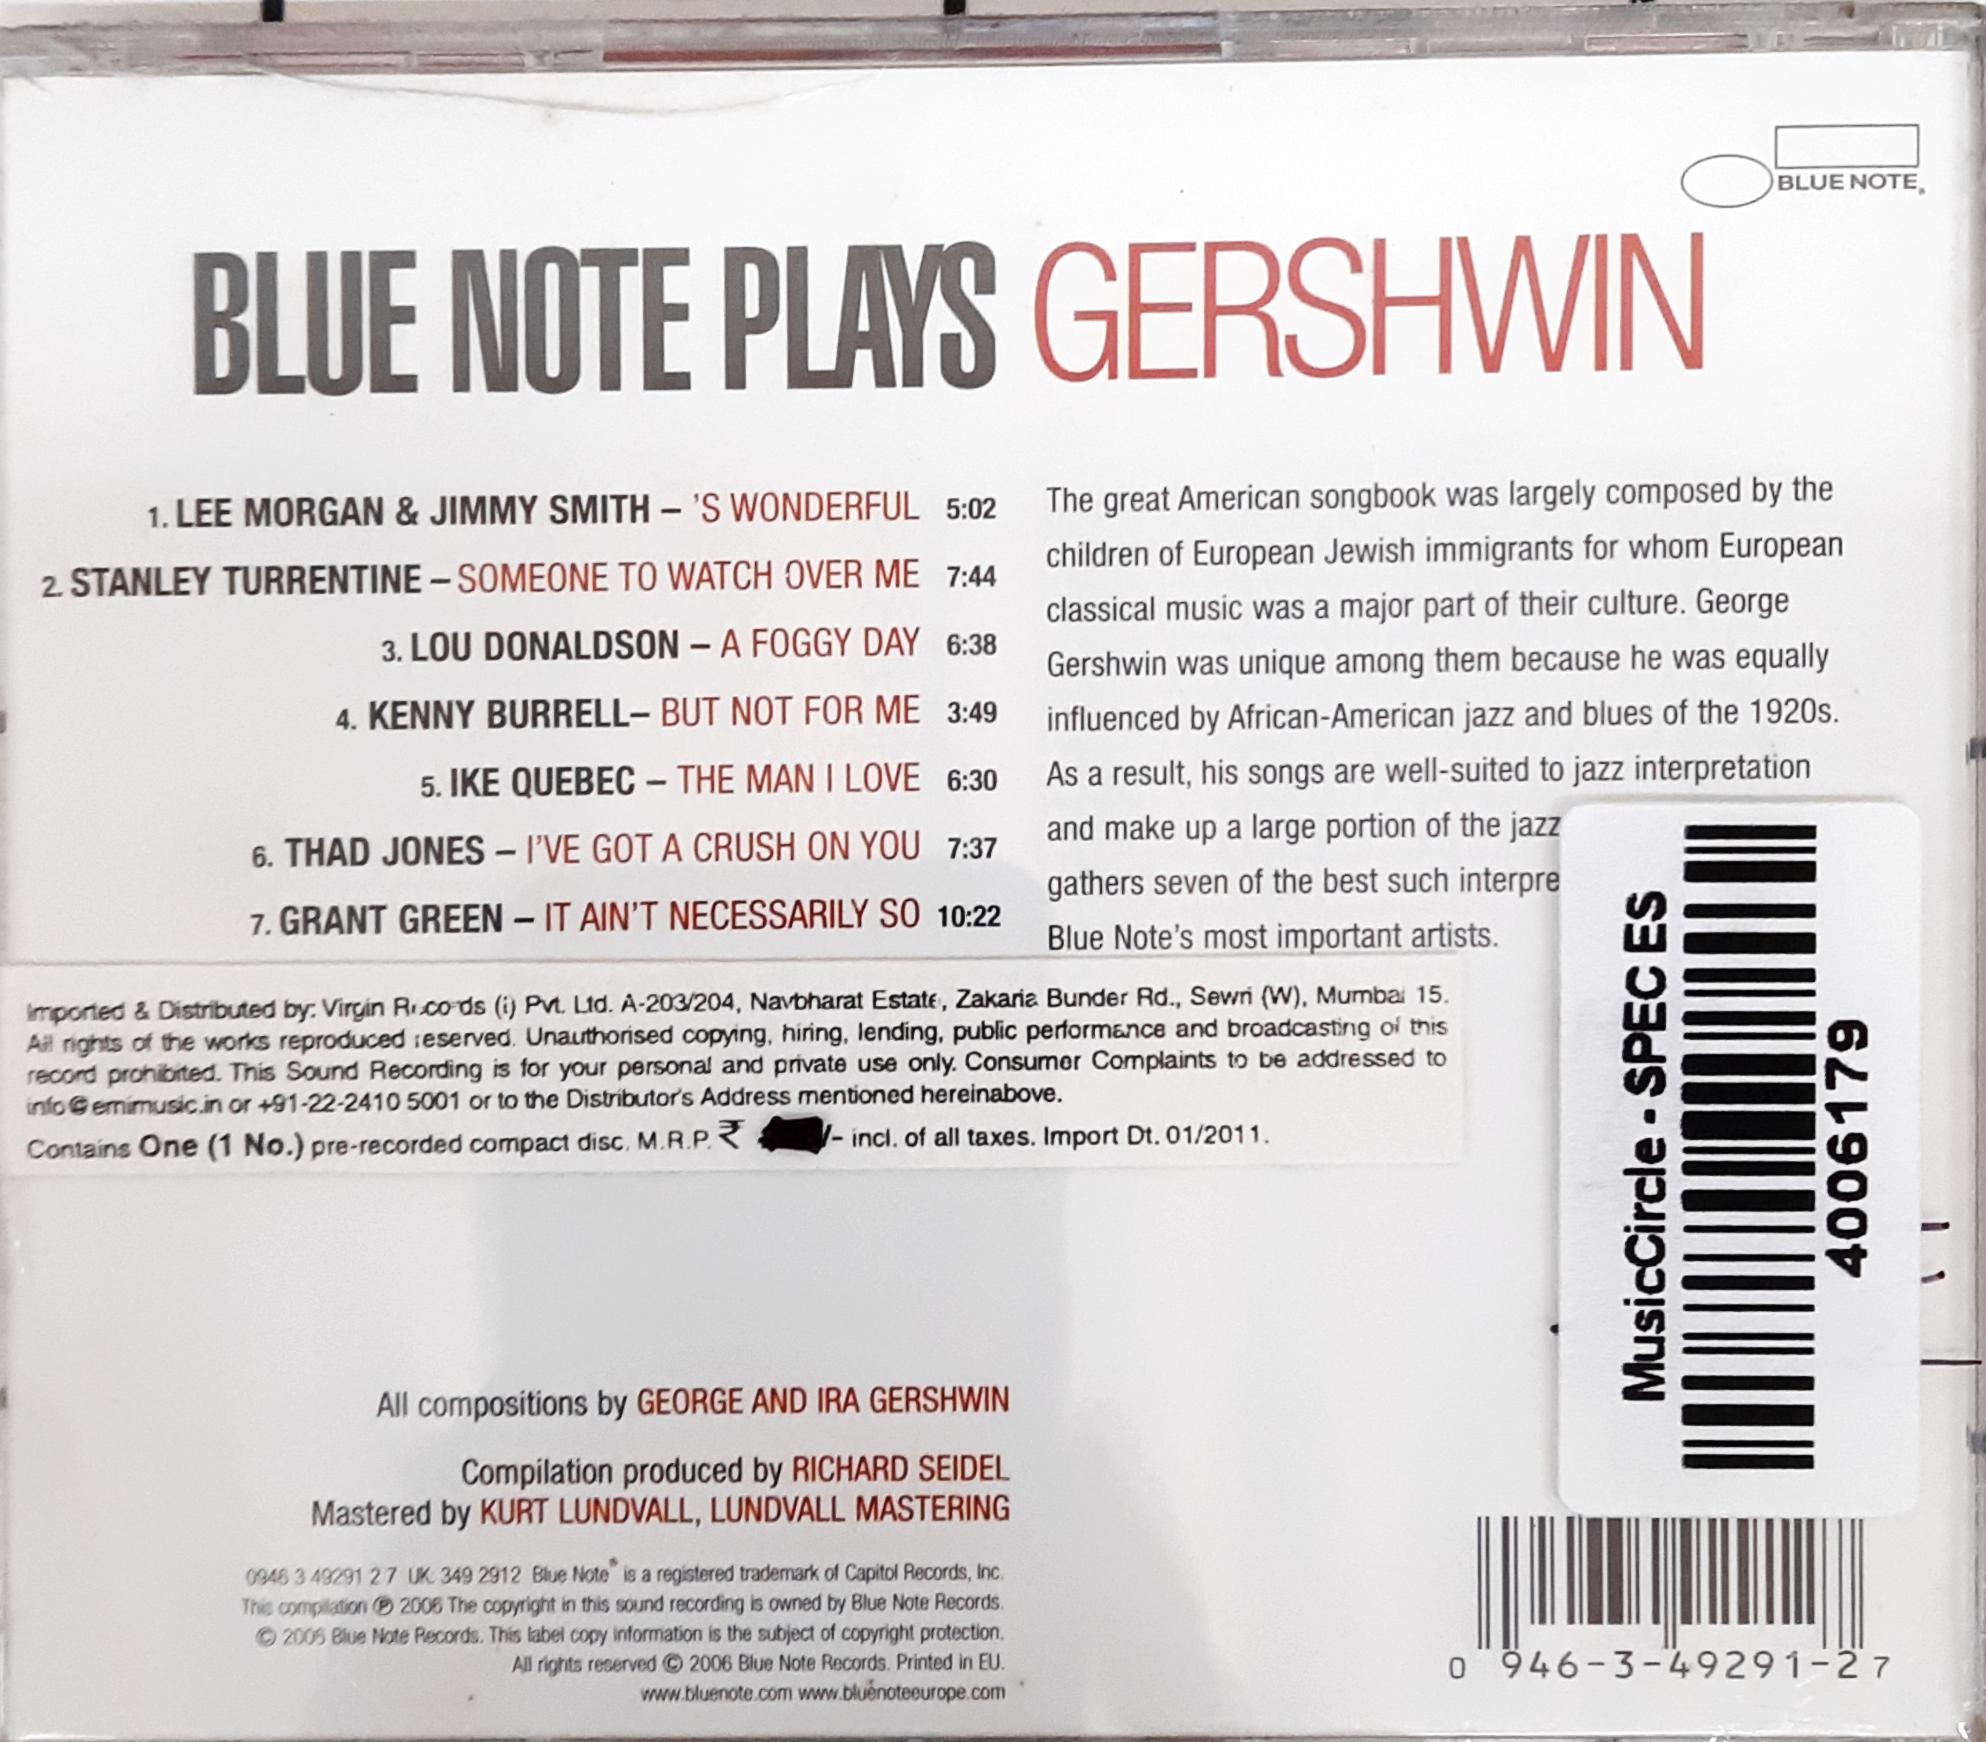 BLUE NOTE
BLUE NOTE PLAYS GERSHWIN
1. LEE MORGAN & JIMMY SMITH – 'S WONDERFUL 5:02
2. STANLEY TURRENTINE – SOMEONE TO WATCH OVER ME 7:44
3. LOU DONALDSON – A FOGGY DAY 6:38
4. KENNY BURRELL– BUT NOT FOR ME 3:49
5. IKE QUEBEC – THE MAN I LOVE 6:30
6. THAD JONES – I'VE GOT A CRUSH ON YOU 7:37
7. GRANT GREEN – IT AIN'T NECESSARILY SO 10:22
The great American songbook was largely composed by the
children of European Jewish immigrants for whom European
classical music was a major part of their culture. George
Gershwin was unique among them because he was equally
influenced by African-American jazz and blues of the 1920s.
As a result, his songs are well-suited to jazz interpretation
and make up a large portion of the jazz
gathers seven of the best such interpre
Blue Note's most important artists.
Imported & Distributed by: Virgin Records (i) Pvt. Ltd. A-203/204, Navbharat Estate, Zakaria Bunder Rd., Sewri (W), Mumbai 15.
All rights of the works reproduced reserved. Unauthorised copying, hiring, lending, public performance and broadcasting of this
record prohibited. This Sound Recording is for your personal and private use only. Consumer Complaints to be addressed to
info@emimusic.in or +91-22-2410 5001 or to the Distributor's Address mentioned hereinabove.
Contains One (1 No.) pre-recorded compact disc. M.R.P. ₹ /- incl. of all taxes. Import Dt. 01/2011.
MusicCircle - SPEC ES
4006179
All compositions by GEORGE AND IRA GERSHWIN
Compilation produced by RICHARD SEIDEL
Mastered by KURT LUNDVALL, LUNDVALL MASTERING
0946 3 49291 2 7 UK: 349 2912 Blue Note® is a registered trademark of Capitol Records, Inc.
This compilation ℗ 2006 The copyright in this sound recording is owned by Blue Note Records.
© 2006 Blue Note Records. This label copy information is the subject of copyright protection.
All rights reserved © 2006 Blue Note Records. Printed in EU.
www.bluenote.com www.bluenoteeurope.com
0 946-3-49291-2 7